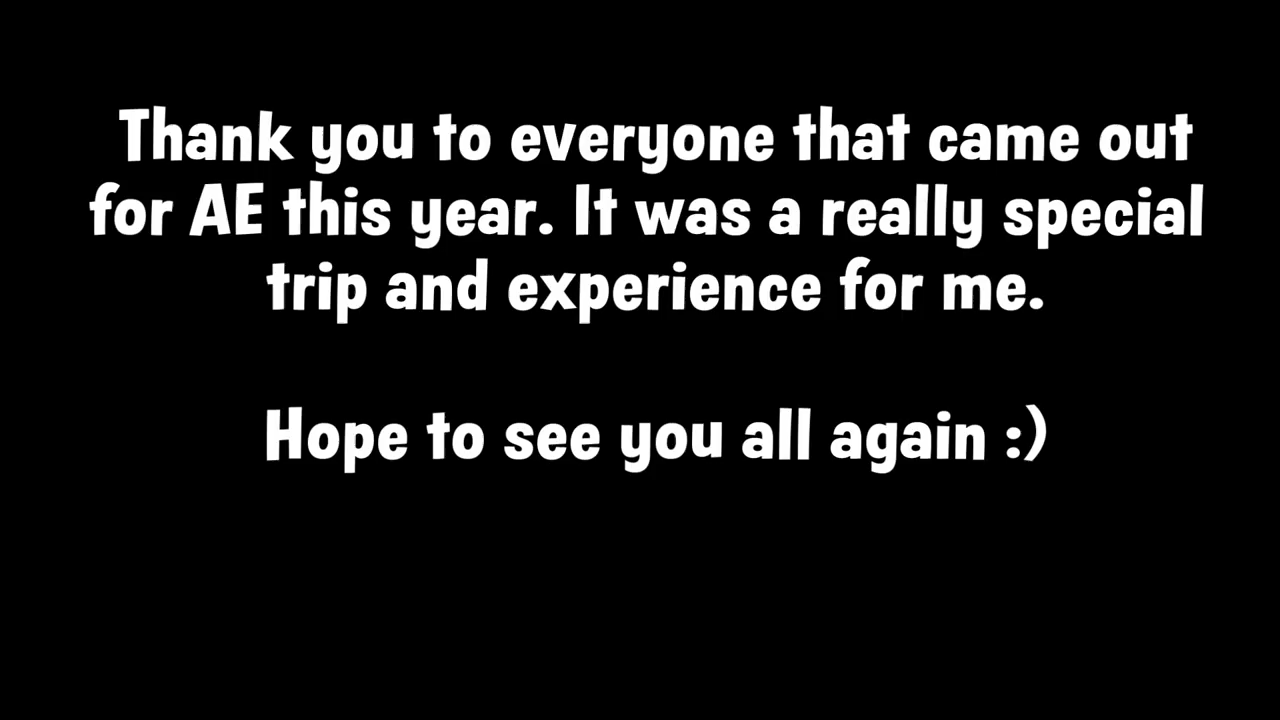 Thank you to everyone that came out
for AE this year. It was a really special
trip and experience for me.
Hope to see you all again :)